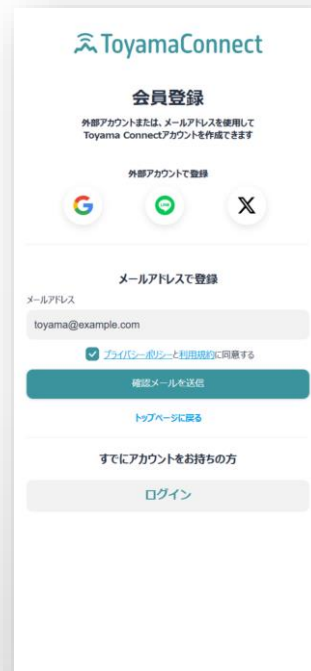 ToyamaConnect
会員登録
外部アカウントまたは、メールアドレスを使用して
Toyama Connectアカウントを作成できます
外部アカウントで登録
メールアドレスで登録
メールアドレス
toyama@example.com
プライバシーポリシーと利用規約に同意する
確認メールを送信
トップページに戻る
すでにアカウントをお持ちの方
ログイン